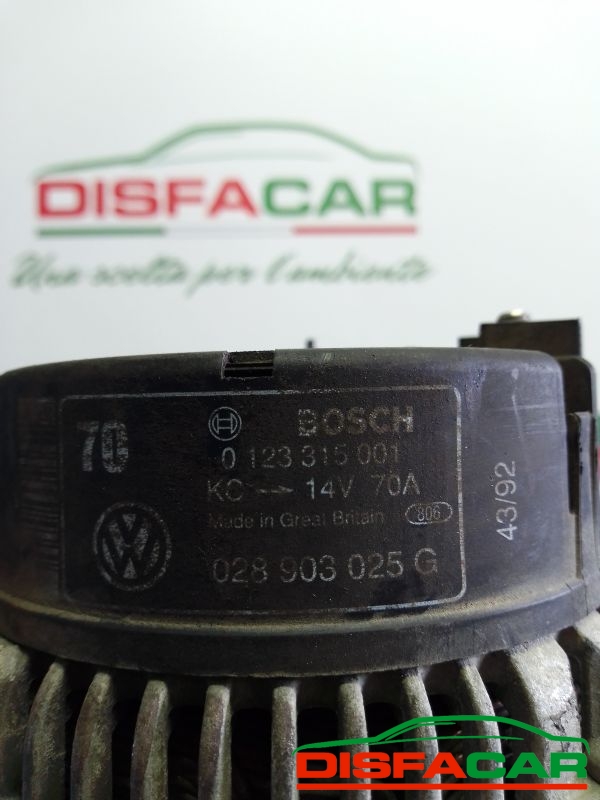 DISFACAR
Una scelta per l'ambiente
70
BOSCH
0 123 315 001
KC → 14V 70A
Made in Great Britain 806
028 903 025 G
43/92
DISFACAR